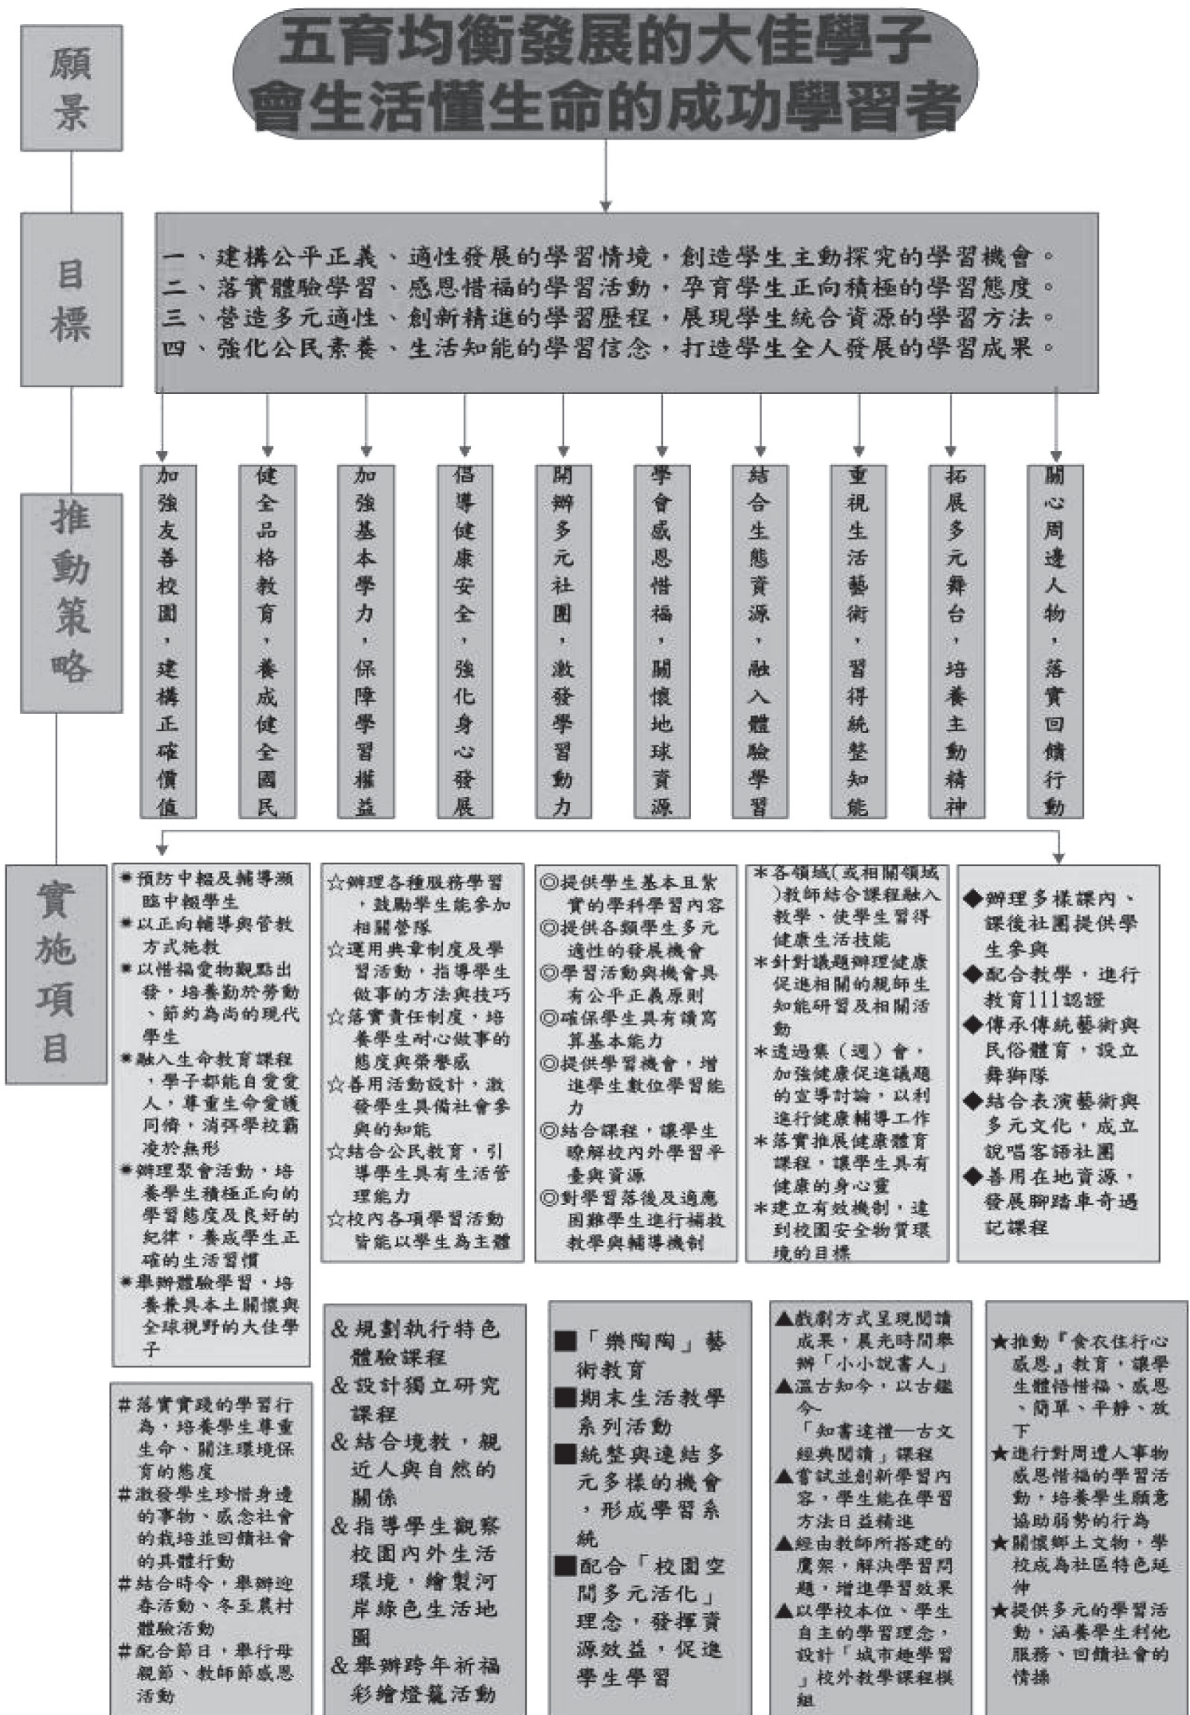 願景
五育均衡發展的大佳學子
會生活懂生命的成功學習者
目標
一、建構公平正義、適性發展的學習情境,創造學生主動探究的學習機會。
二、落實體驗學習、感恩惜福的學習活動,孕育學生正向積極的學習態度。
三、營造多元適性、創新精進的學習歷程,展現學生統合資源的學習方法。
四、強化公民素養、生活知能的學習信念,打造學生全人發展的學習成果。
推動策略
加強友善校園,建構正確價值
健全品格教育,養成健全國民
加強基本學力,保障學習權益
倡導健康安全,強化身心發展
開辦多元社團,激發學習動力
學會感恩惜福,關懷地球資源
結合生態資源,融入體驗學習
重視生活藝術,習得統整知能
拓展多元舞台,培養主動精神
關心周邊人物,落實回饋行動
實施項目
✷預防中輟及輔導瀕
臨中輟學生
✷以正向輔導與管教
方式施教
✷以惜福愛物觀點出
發,培養勤於勞動
、節約為尚的現代
學生
✷融入生命教育課程
,學子都能自愛愛
人,尊重生命愛護
同儕,消弭學校霸
凌於無形
✷辦理聚會活動,培
養學生積極正向的
學習態度及良好的
紀律,養成學生正
確的生活習慣
✷舉辦體驗學習,培
養兼具本土關懷與
全球視野的大佳學
子
☆辦理各種服務學習
,鼓勵學生能參加
相關營隊
☆運用典章制度及學
習活動,指導學生
做事的方法與技巧
☆落實責任制度,培
養學生耐心做事的
態度與榮譽感
☆善用活動設計,激
發學生具備社會參
與的知能
☆結合公民教育,引
導學生具有生活管
理能力
☆校內各項學習活動
皆能以學生為主體
◎提供學生基本且紮
實的學科學習內容
◎提供各類學生多元
適性的發展機會
◎學習活動與機會具
有公平正義原則
◎確保學生具有讀寫
算基本能力
◎提供學習機會,增
進學生數位學習能
力
◎結合課程,讓學生
瞭解校內外學習平
臺與資源
◎對學習落後及適應
困難學生進行補救
教學與輔導機制
*各領域(或相關領域
)教師結合課程融入
教學、使學生習得
健康生活技能
*針對議題辦理健康
促進相關的親師生
知能研習及相關活
動
*透過集(週)會,
加強健康促進議題
的宣導討論,以利
進行健康輔導工作
*落實推展健康體育
課程,讓學生具有
健康的身心靈
*建立有效機制,達
到校園安全物質環
境的目標
◆辦理多樣課內、
課後社團提供學
生參與
◆配合教學,進行
教育111認證
◆傳承傳統藝術與
民俗體育,設立
舞獅隊
◆結合表演藝術與
多元文化,成立
說唱客語社團
◆善用在地資源,
發展腳踏車奇遇
記課程
#落實實踐的學習行
為,培養學生尊重
生命、關注環境保
育的態度
#激發學生珍惜身邊
的事物、感念社會
的栽培並回饋社會
的具體行動
#結合時令,舉辦迎
春活動、冬至農村
體驗活動
#配合節日,舉行母
親節、教師節感恩
活動
&規劃執行特色
體驗課程
&設計獨立研究
課程
&結合境教,親
近人與自然的
關係
&指導學生觀察
校園內外生活
環境,繪製河
岸綠色生活地
圖
&舉辦跨年祈福
彩繪燈籠活動
■「樂陶陶」藝
術教育
■期末生活教學
系列活動
■統整與連結多
元多樣的機會
,形成學習系
統
■配合「校園空
間多元活化」
理念,發揮資
源效益,促進
學生學習
▲戲劇方式呈現閱讀
成果,晨光時間舉
辦「小小說書人」
▲溫古知今,以古鑑
今-
「知書達禮—古文
經典閱讀」課程
▲嘗試並創新學習內
容,學生能在學習
方法日益精進
▲經由教師所搭建的
鷹架,解決學習問
題,增進學習效果
▲以學校本位、學生
自主的學習理念,
設計「城市趣學習
」校外教學課程模
組
★推動『食衣住行心
感恩』教育,讓學
生體悟惜福、感恩
、簡單、平靜、放
下
★進行對周遭人事物
感恩惜福的學習活
動,培養學生願意
協助弱勢的行為
★關懷鄉土文物,學
校成為社區特色延
伸
★提供多元的學習活
動,涵養學生利他
服務、回饋社會的
情操